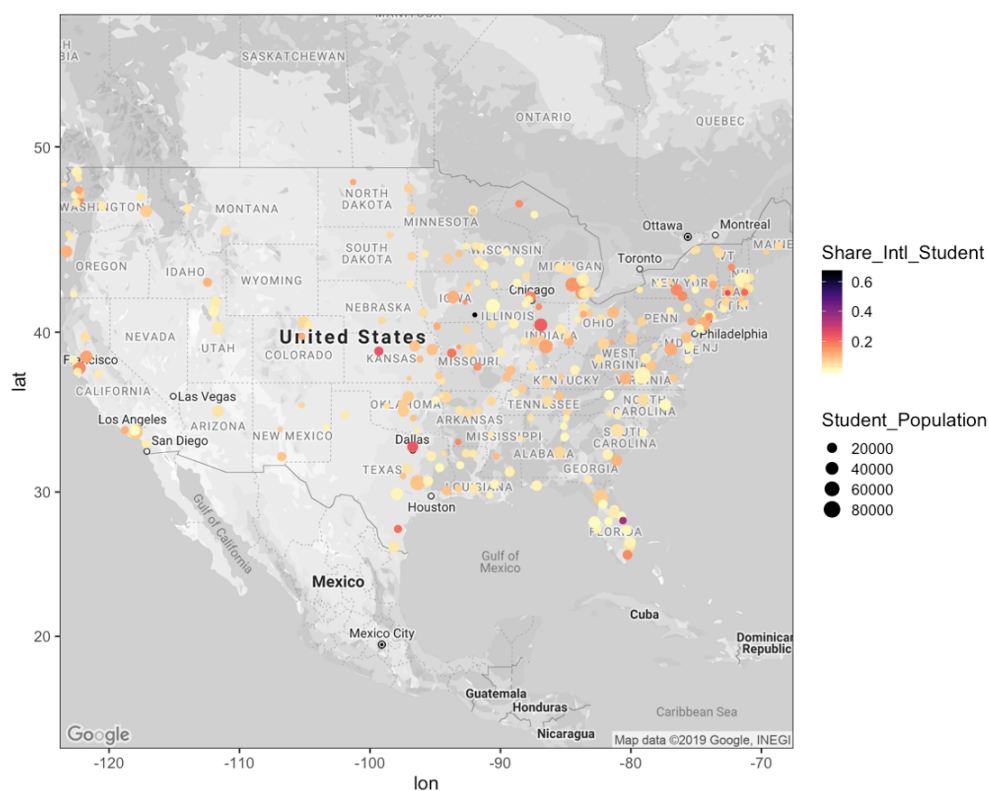 MANITOBA
SASKATCHEWAN
ONTARIO
QUEBEC
50
WASHINGTON
MONTANA
NORTH
DAKOTA
MINNESOTA
Ottawa
Montreal
Toronto
OREGON
IDAHO
SOUTH
DAKOTA
WYOMING
MICHIGAN
Chicago
NEBRASKA
ILLINOIS
OHIO
PENN
40
NEVADA
United States
INDIANA
Philadelphia
MD
DE
NJ
UTAH
COLORADO
KANSAS
MISSOURI
WEST
VIRGINIA
VIRGINIA
KENTUCKY
CALIFORNIA
Las Vegas
OKLAHOMA
TENNESSEE
NORTH
CAROLINA
Los Angeles
ARIZONA
NEW MEXICO
ARKANSAS
San Diego
Dallas
MISSISSIPPI
SOUTH
CAROLINA
ALABAMA
TEXAS
GEORGIA
30
LOUISIANA
Houston
Gulf of California
FLORIDA
Gulf of
Mexico
Mexico
Cuba
20
Mexico City
Dominican
Republic
Guatemala
Honduras
Caribbean Sea
Nicaragua
Google
Map data ©2019 Google, INEGI
-120
-110
-100
-90
-80
-70
lon
lat
Share_Intl_Student
0.6
0.4
0.2
Student_Population
20000
40000
60000
80000